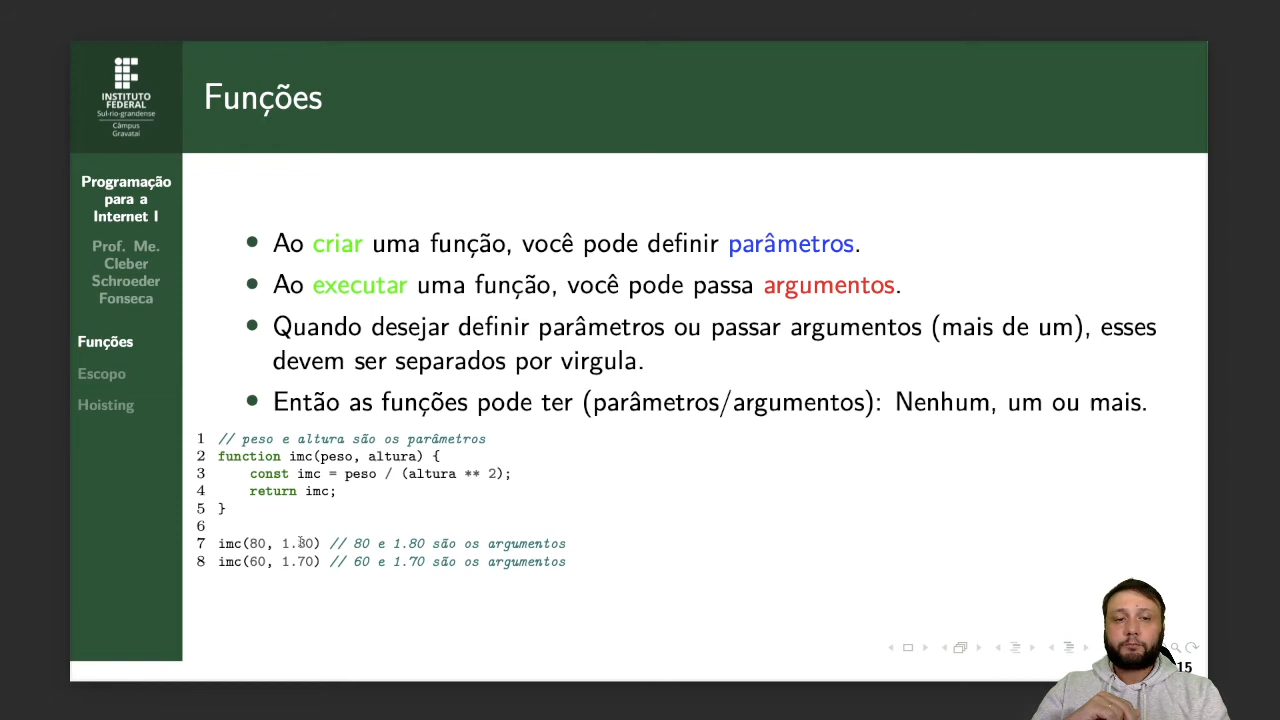 INSTITUTO
FEDERAL
Sul-rio-grandense
Câmpus
Gravataí
Funções
Programação
para a
Internet I
Prof. Me.
Cleber
Schroeder
Fonseca
Funções
Escopo
Hoisting
• Ao criar uma função, você pode definir parâmetros.
• Ao executar uma função, você pode passa argumentos.
• Quando desejar definir parâmetros ou passar argumentos (mais de um), esses
devem ser separados por virgula.
• Então as funções pode ter (parâmetros/argumentos): Nenhum, um ou mais.
1 // peso e altura são os parâmetros
2 function imc(peso, altura) {
3 const imc = peso / (altura ** 2);
4 return imc;
5 }
6
7 imc(80, 1.80) // 80 e 1.80 são os argumentos
8 imc(60, 1.70) // 60 e 1.70 são os argumentos
15